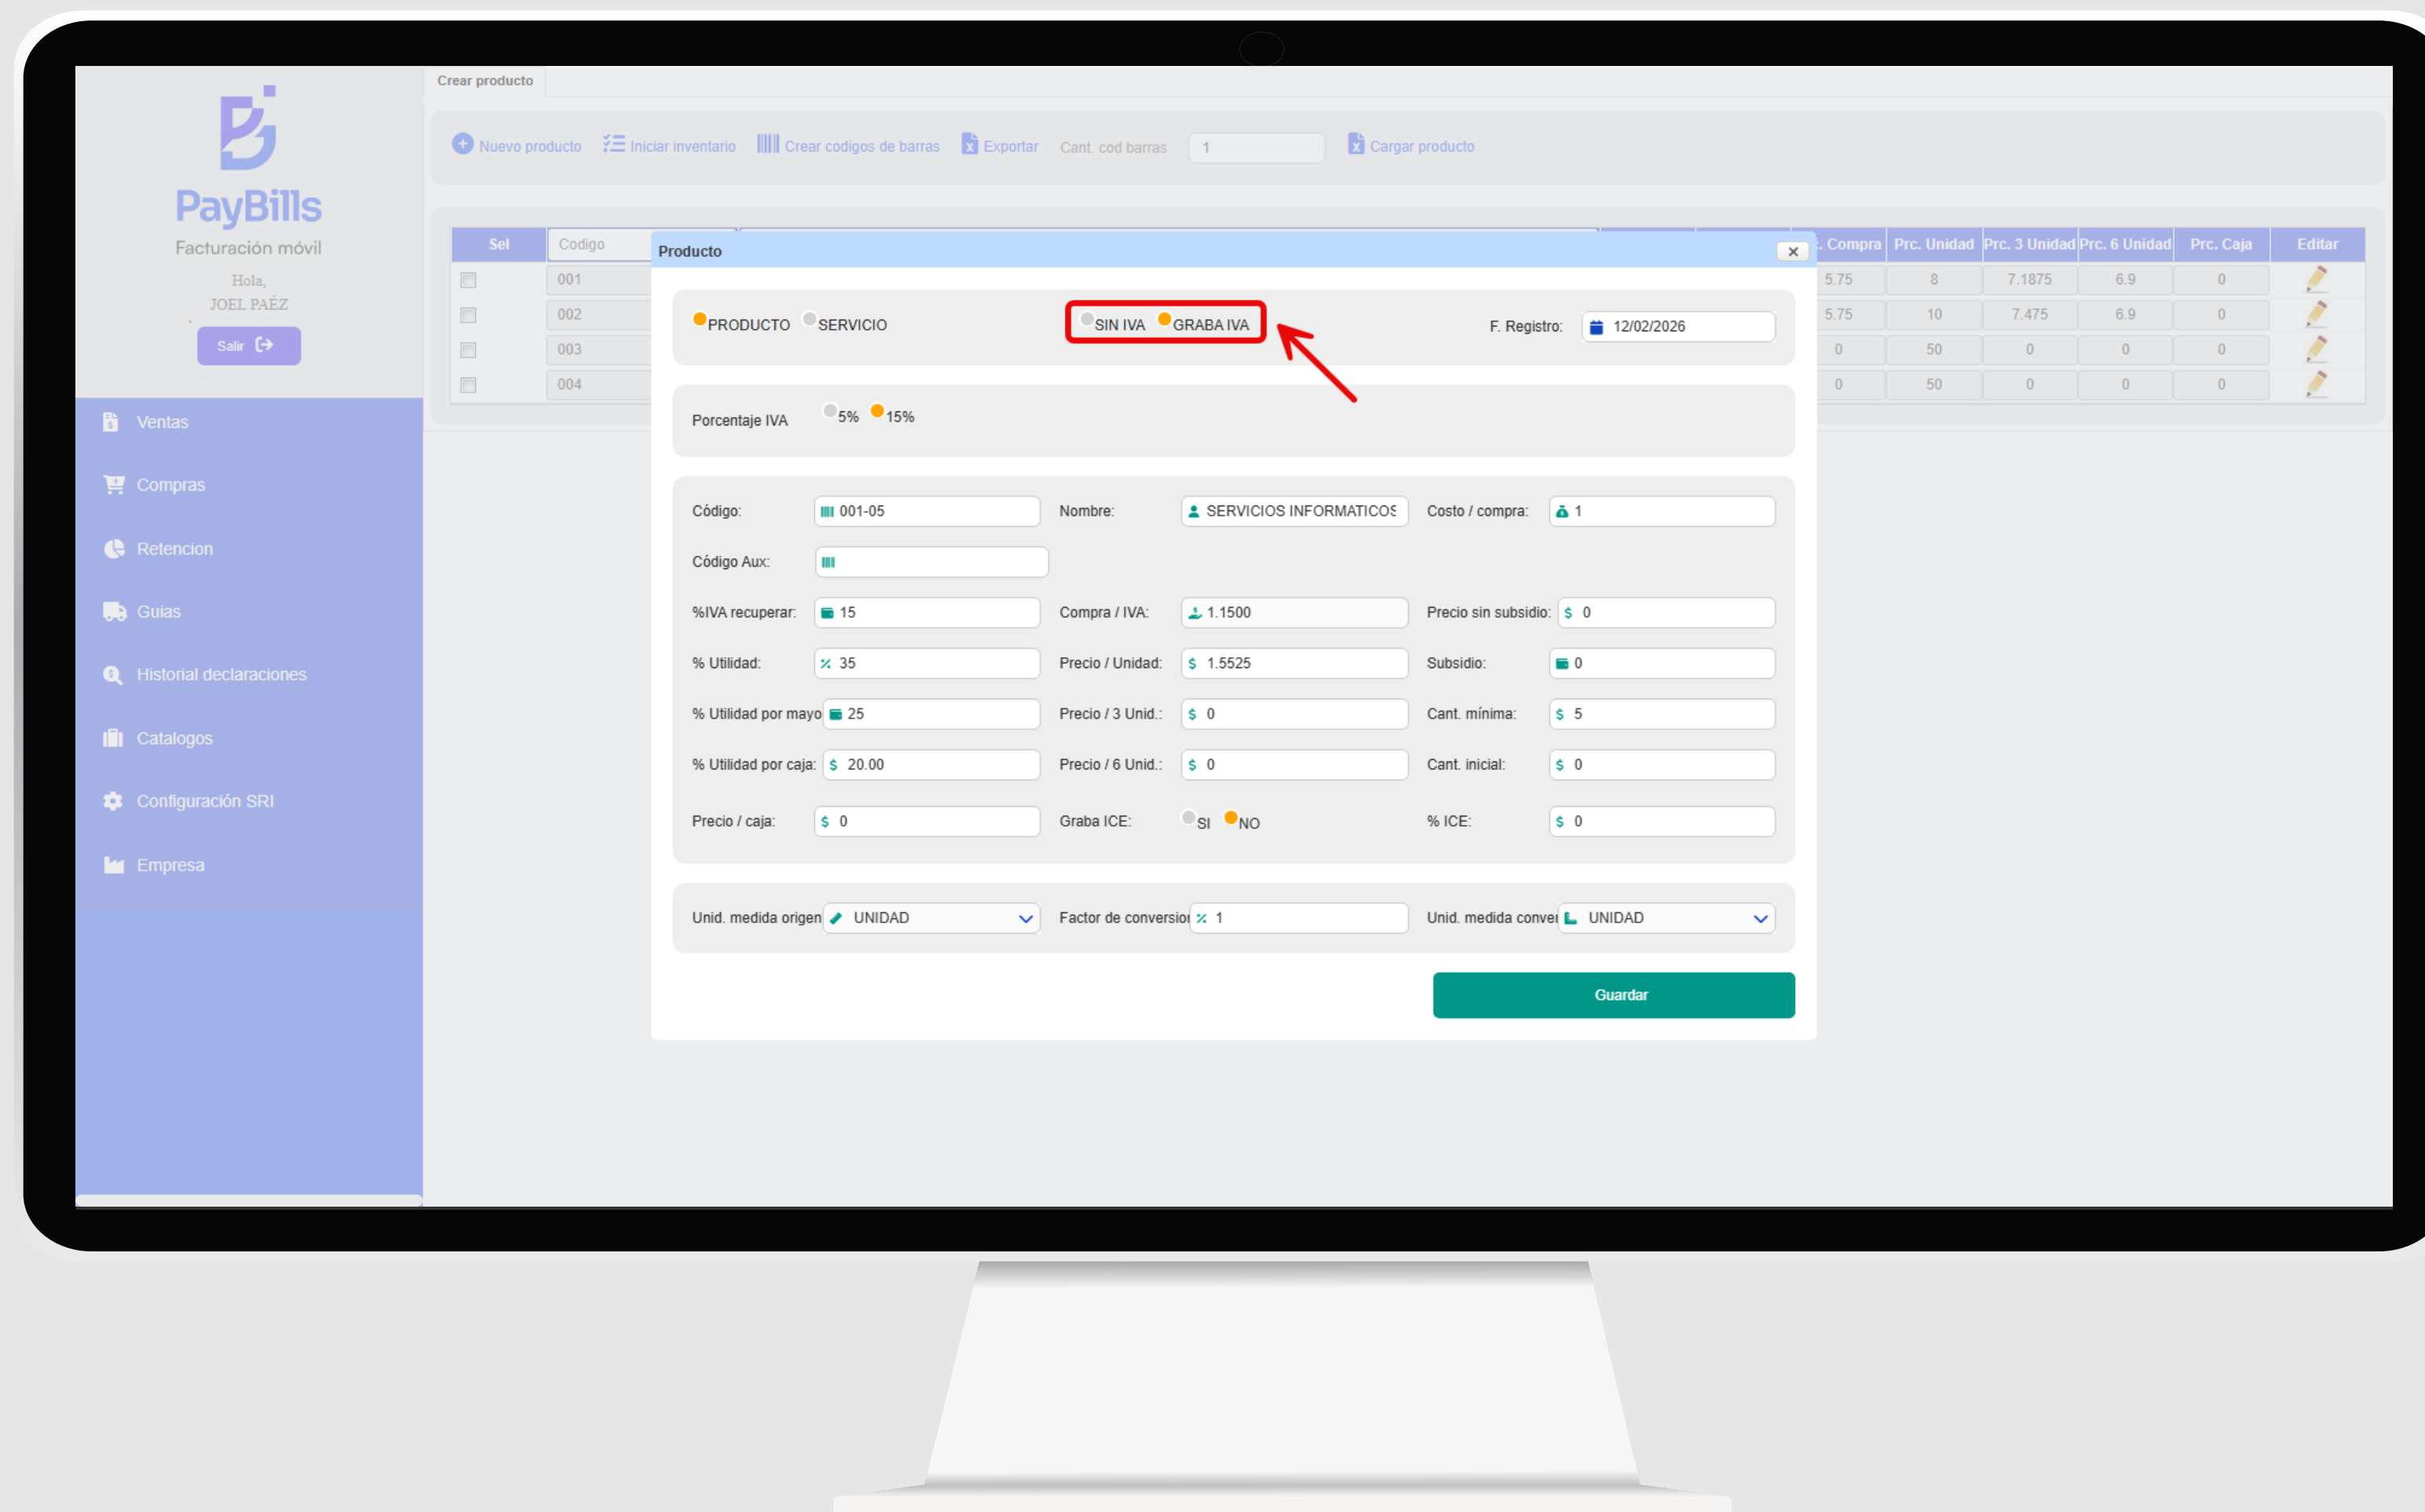 Crear producto
Nuevo producto Iniciar inventario Crear codigos de barras Exportar Cant. cod barras 1 Cargar producto
PayBills
Facturación móvil
Hola,
JOEL PAÉZ
Salir
Ventas
Compras
Retencion
Guias
Historial declaraciones
Catalogos
Configuración SRI
Empresa
Sel Codigo . Compra Prc. Unidad Prc. 3 Unidad Prc. 6 Unidad Prc. Caja Editar
001 5.75 8 7.1875 6.9 0
002 5.75 10 7.475 6.9 0
003 0 50 0 0 0
004 0 50 0 0 0
Producto
PRODUCTO SERVICIO SIN IVA GRABA IVA F. Registro: 12/02/2026
Porcentaje IVA 5% 15%
Código: 001-05 Nombre: SERVICIOS INFORMATICOS Costo / compra: 1
Código Aux:
%IVA recuperar: 15 Compra / IVA: 1.1500 Precio sin subsidio: $ 0
% Utilidad: % 35 Precio / Unidad: $ 1.5525 Subsidio: 0
% Utilidad por mayo 25 Precio / 3 Unid.: $ 0 Cant. mínima: $ 5
% Utilidad por caja: $ 20.00 Precio / 6 Unid.: $ 0 Cant. inicial: $ 0
Precio / caja: $ 0 Graba ICE: SI NO % ICE: $ 0
Unid. medida origen UNIDAD Factor de conversion % 1 Unid. medida conver UNIDAD
Guardar